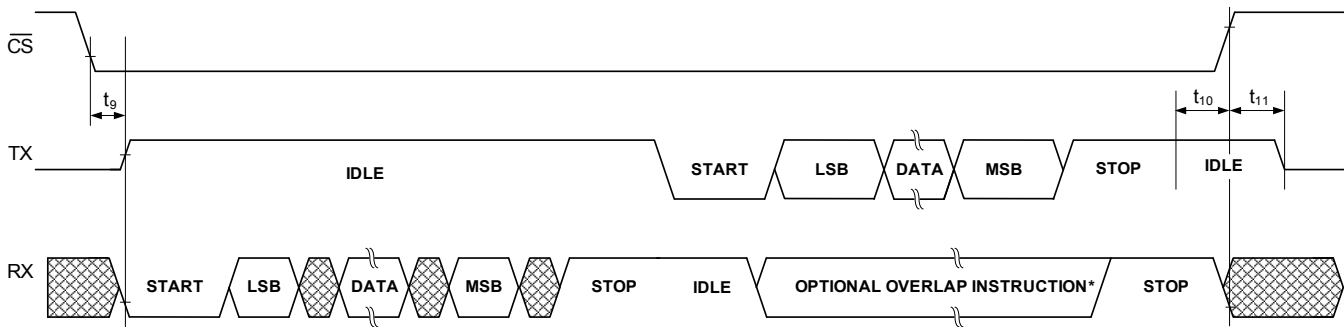 C̅S̅
t9
t10 t11
TX IDLE START LSB DATA MSB STOP IDLE
RX START LSB DATA MSB STOP IDLE OPTIONAL OVERLAP INSTRUCTION* STOP